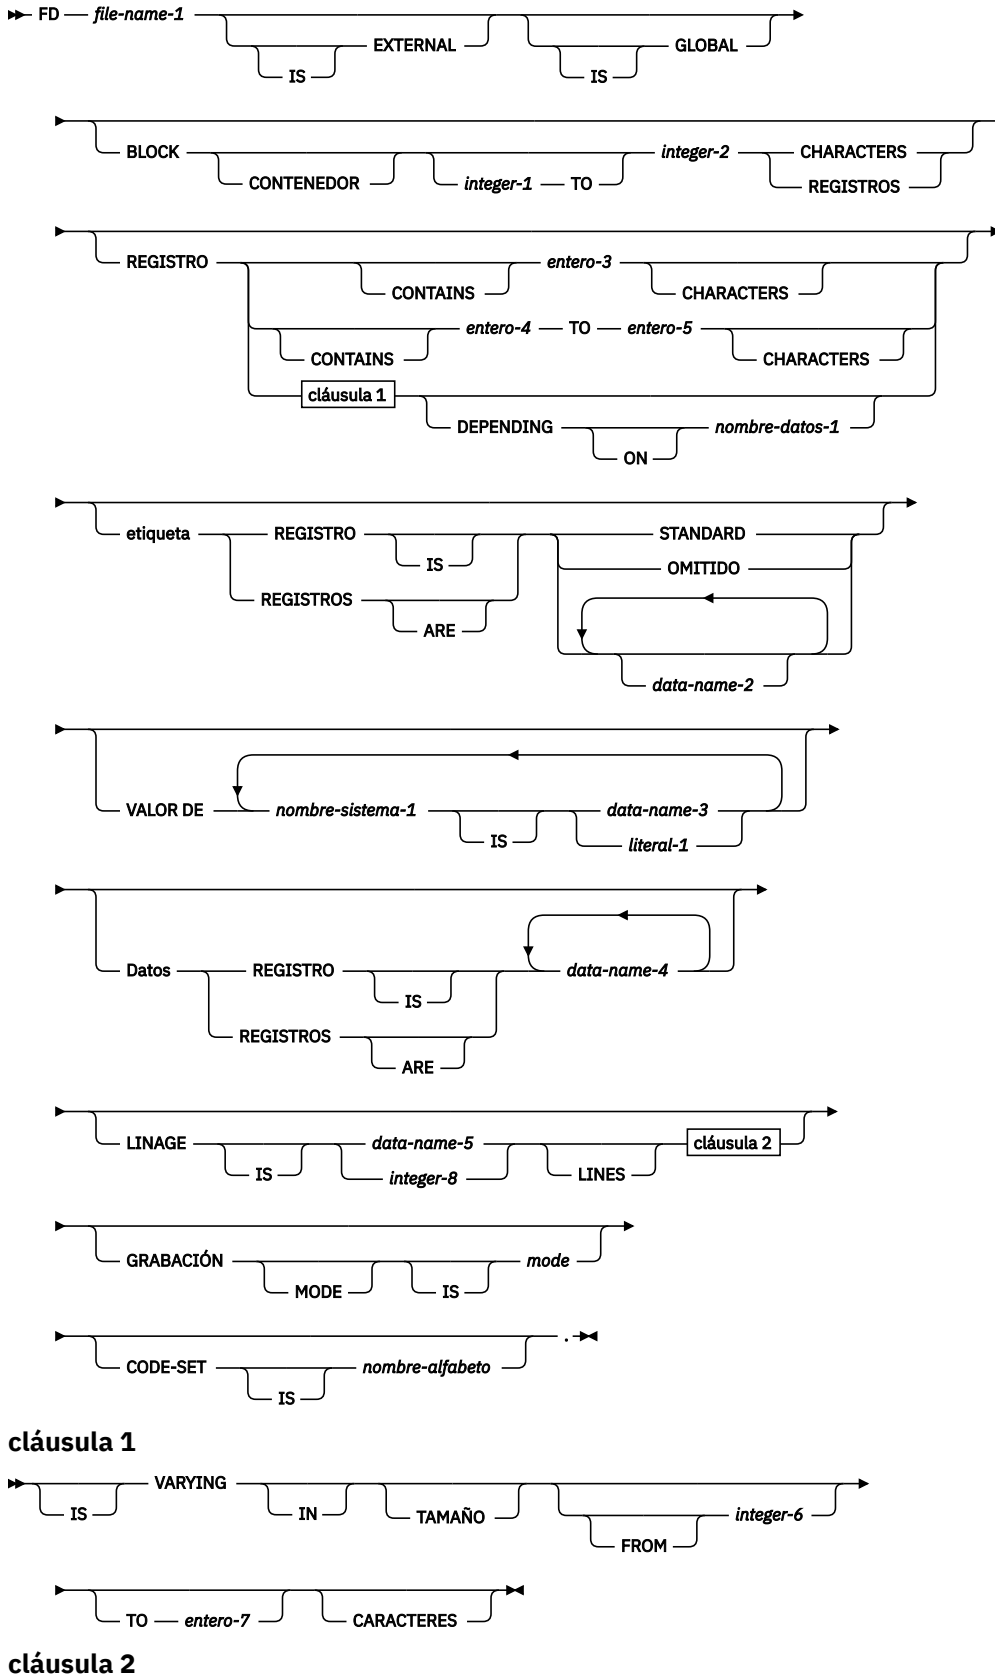 FD file-name-1
EXTERNAL GLOBAL
IS IS
BLOCK integer-2 CHARACTERS
CONTENEDOR integer-1 TO REGISTROS
REGISTRO entero-3
CONTAINS CHARACTERS
entero-4 TO entero-5
CONTAINS CHARACTERS
cláusula 1
DEPENDING nombre-datos-1
ON
etiqueta REGISTRO STANDARD
IS OMITIDO
REGISTROS
ARE
data-name-2
VALOR DE nombre-sistema-1 data-name-3
IS literal-1
Datos REGISTRO data-name-4
IS
REGISTROS
ARE
LINAGE data-name-5 cláusula 2
IS integer-8 LINES
GRABACIÓN mode
MODE IS
.
CODE-SET nombre-alfabeto
IS
cláusula 1
VARYING
IS IN TAMAÑO integer-6
FROM
TO entero-7 CARACTERES
cláusula 2